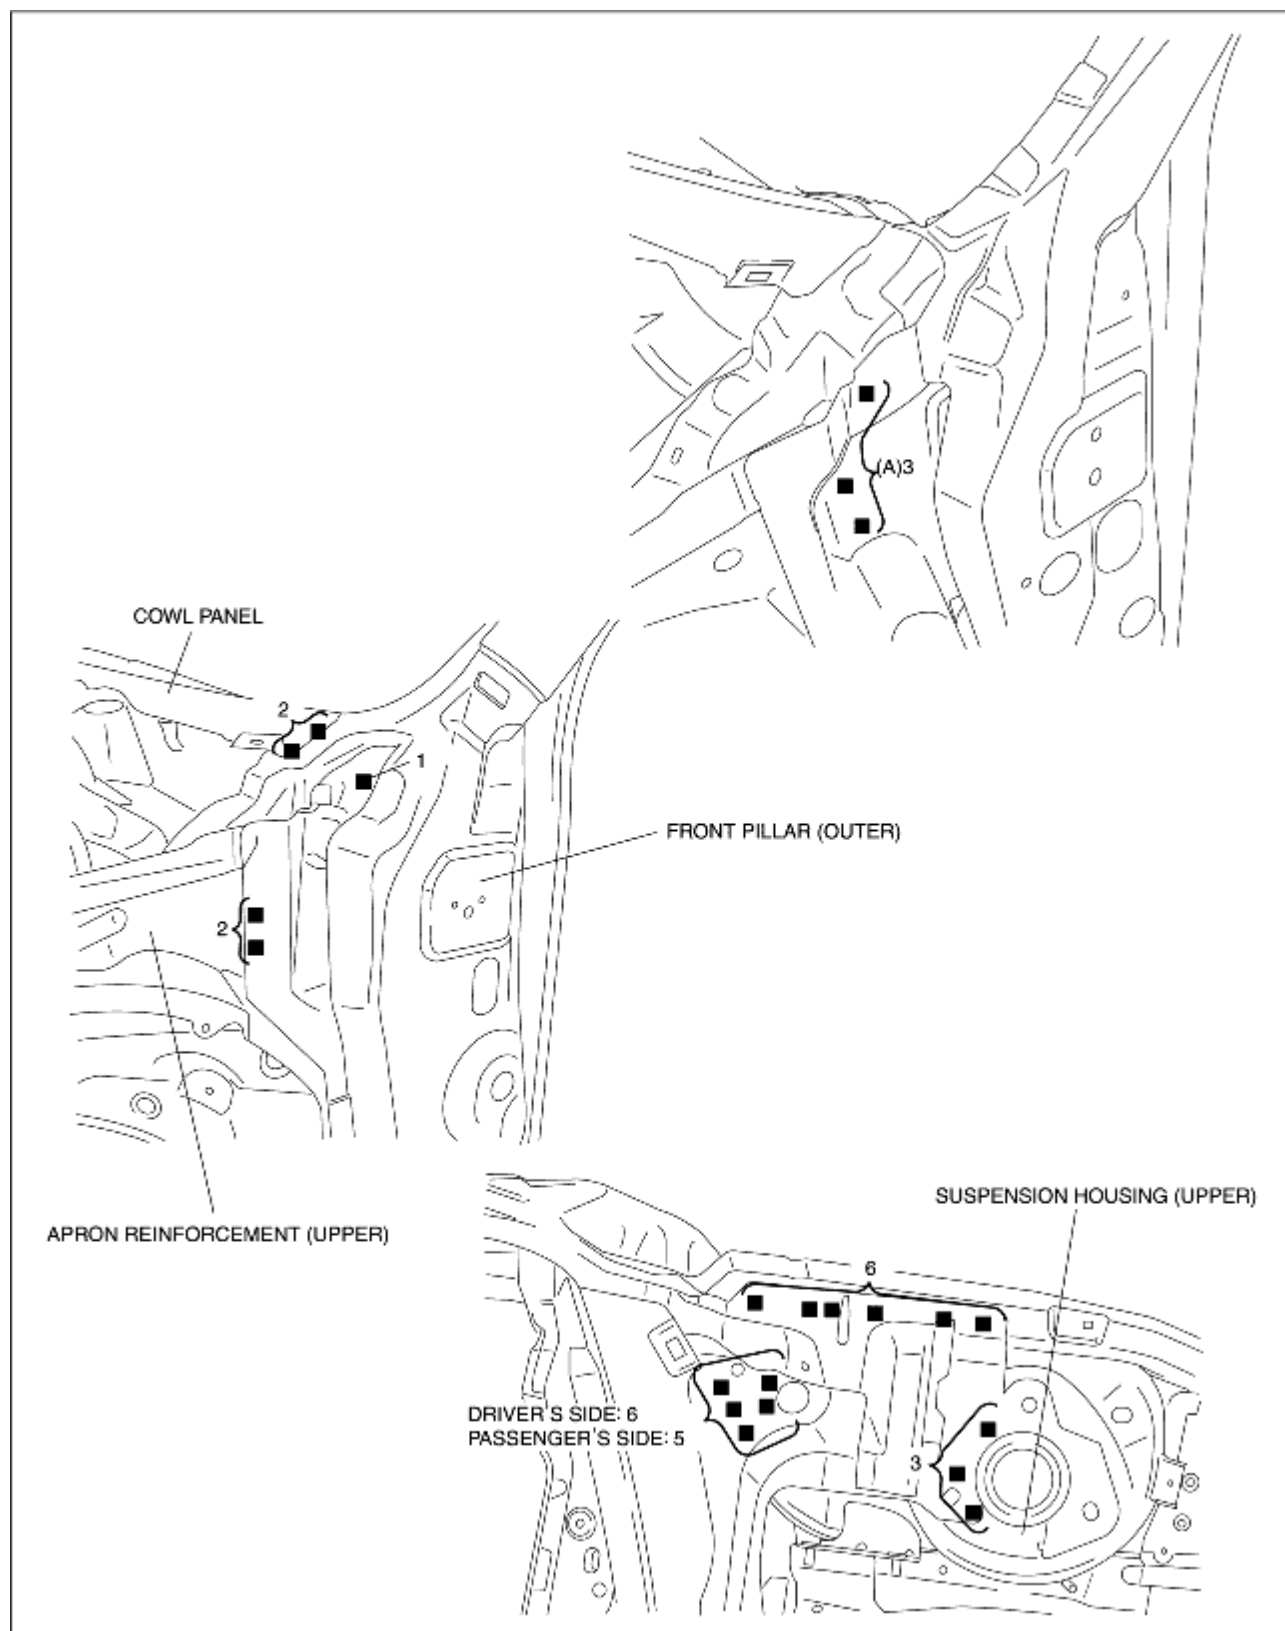 (A)3
COWL PANEL
2
1
FRONT PILLAR (OUTER)
2
APRON REINFORCEMENT (UPPER)
SUSPENSION HOUSING (UPPER)
6
DRIVER'S SIDE: 6
PASSENGER'S SIDE: 5
3